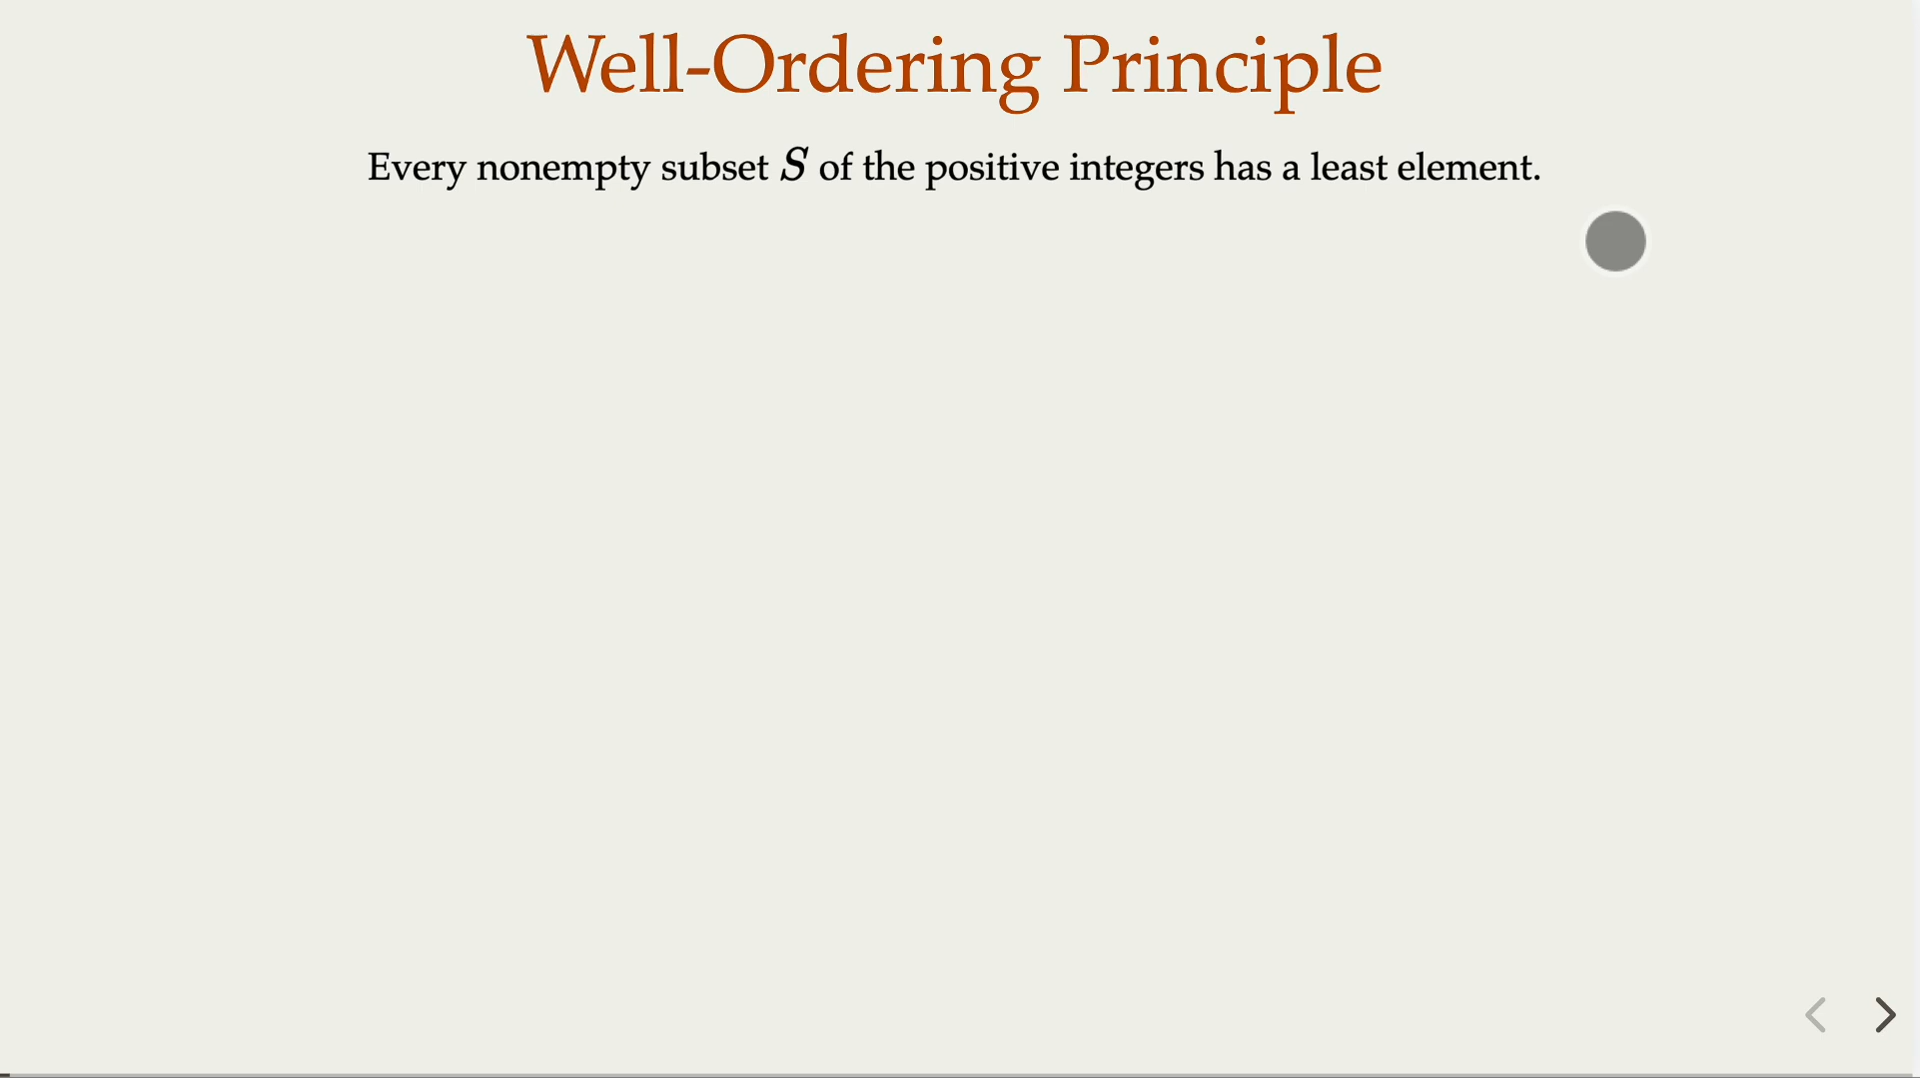 Well-Ordering Principle
Every nonempty subset S of the positive integers has a least element.